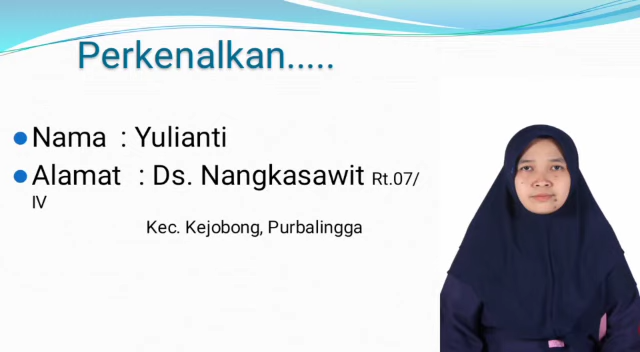 Perkenalkan.....
Nama : Yulianti
Alamat : Ds. Nangkasawit Rt.07/
IV
Kec. Kejobong, Purbalingga